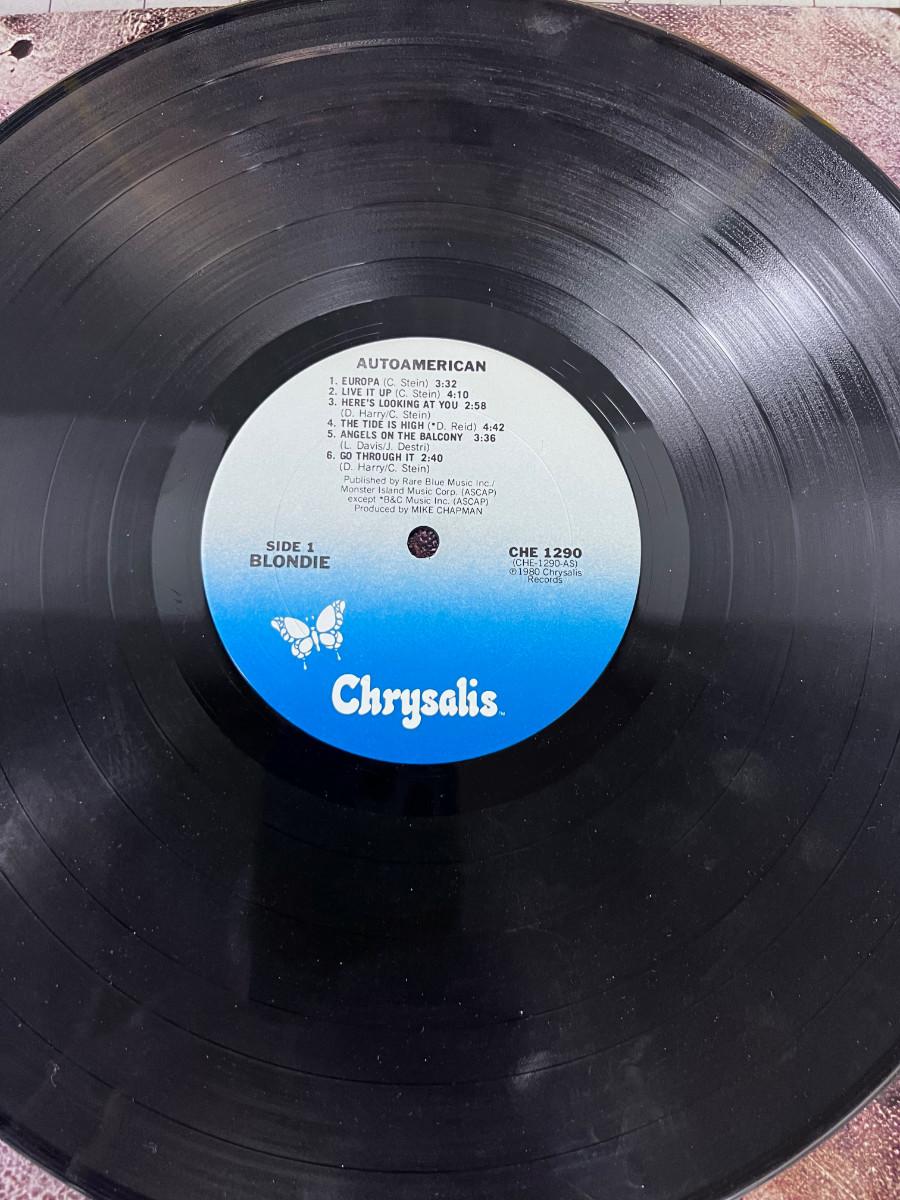 AUTOAMERICAN
1. EUROPA (C. Stein) 3:32
2. LIVE IT UP (C. Stein) 4:10
3. HERE'S LOOKING AT YOU 2:58
(D. Harry/C. Stein)
4. THE TIDE IS HIGH (*D. Reid) 4:42
5. ANGELS ON THE BALCONY 3:36
(L. Davis/J. Destri)
6. GO THROUGH IT 2:40
(D. Harry/C. Stein)
Published by Rare Blue Music Inc./
Monster Island Music Corp. (ASCAP)
except *B&C Music Inc. (ASCAP)
Produced by MIKE CHAPMAN
SIDE 1
BLONDIE
CHE 1290
(CHE-1290-AS)
℗1980 Chrysalis
Records
Chrysalis™